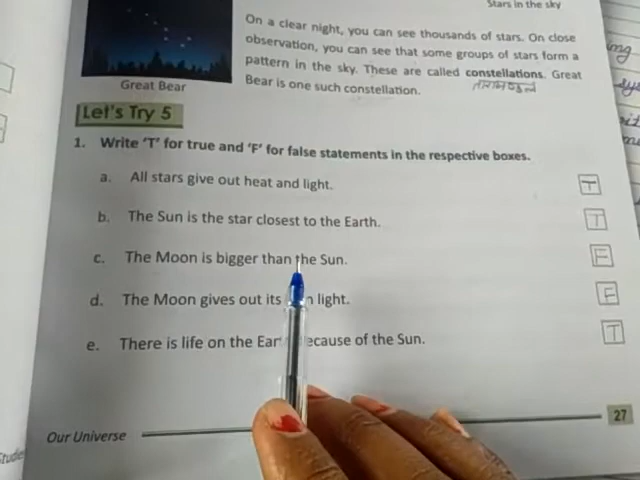 Stars in the sky
On a clear night, you can see thousands of stars. On close
observation, you can see that some groups of stars form a
pattern in the sky. These are called constellations. Great
Bear is one such constellation.
Great Bear
Let's Try 5
1. Write 'T' for true and 'F' for false statements in the respective boxes.
a. All stars give out heat and light. T
b. The Sun is the star closest to the Earth. T
c. The Moon is bigger than the Sun. F
d. The Moon gives out its light. F
e. There is life on the because of the Sun. T
27
Our Universe